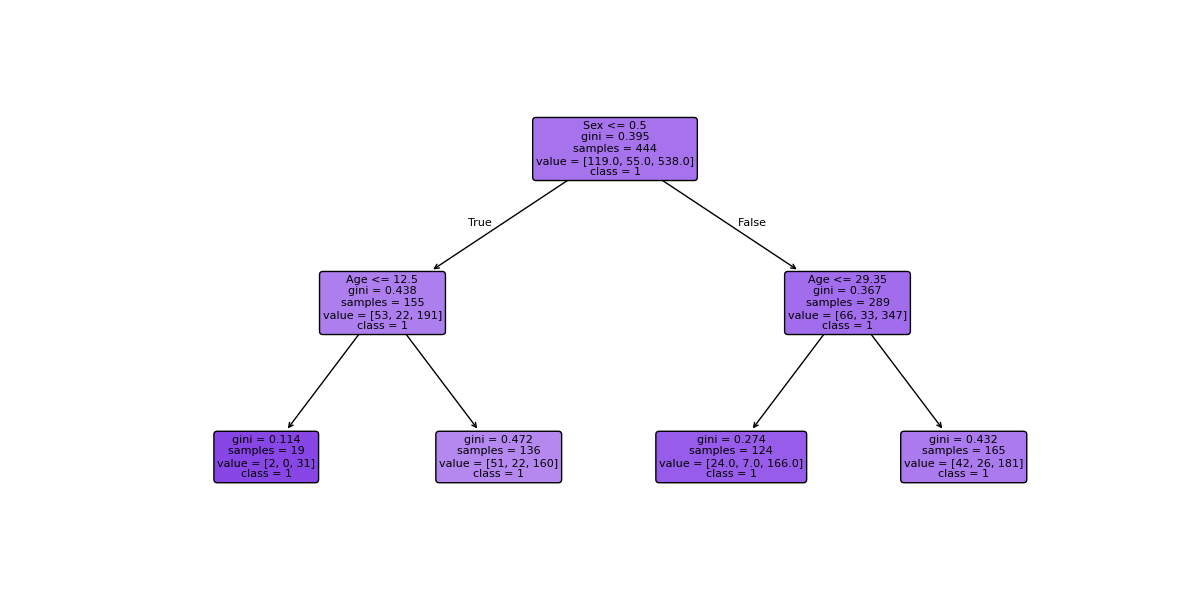 Sex <= 0.5
gini = 0.395
samples = 444
value = [119.0, 55.0, 538.0]
class = 1
True
False
Age <= 12.5
gini = 0.438
samples = 155
value = [53, 22, 191]
class = 1
Age <= 29.35
gini = 0.367
samples = 289
value = [66, 33, 347]
class = 1
gini = 0.114
samples = 19
value = [2, 0, 31]
class = 1
gini = 0.472
samples = 136
value = [51, 22, 160]
class = 1
gini = 0.274
samples = 124
value = [24.0, 7.0, 166.0]
class = 1
gini = 0.432
samples = 165
value = [42, 26, 181]
class = 1